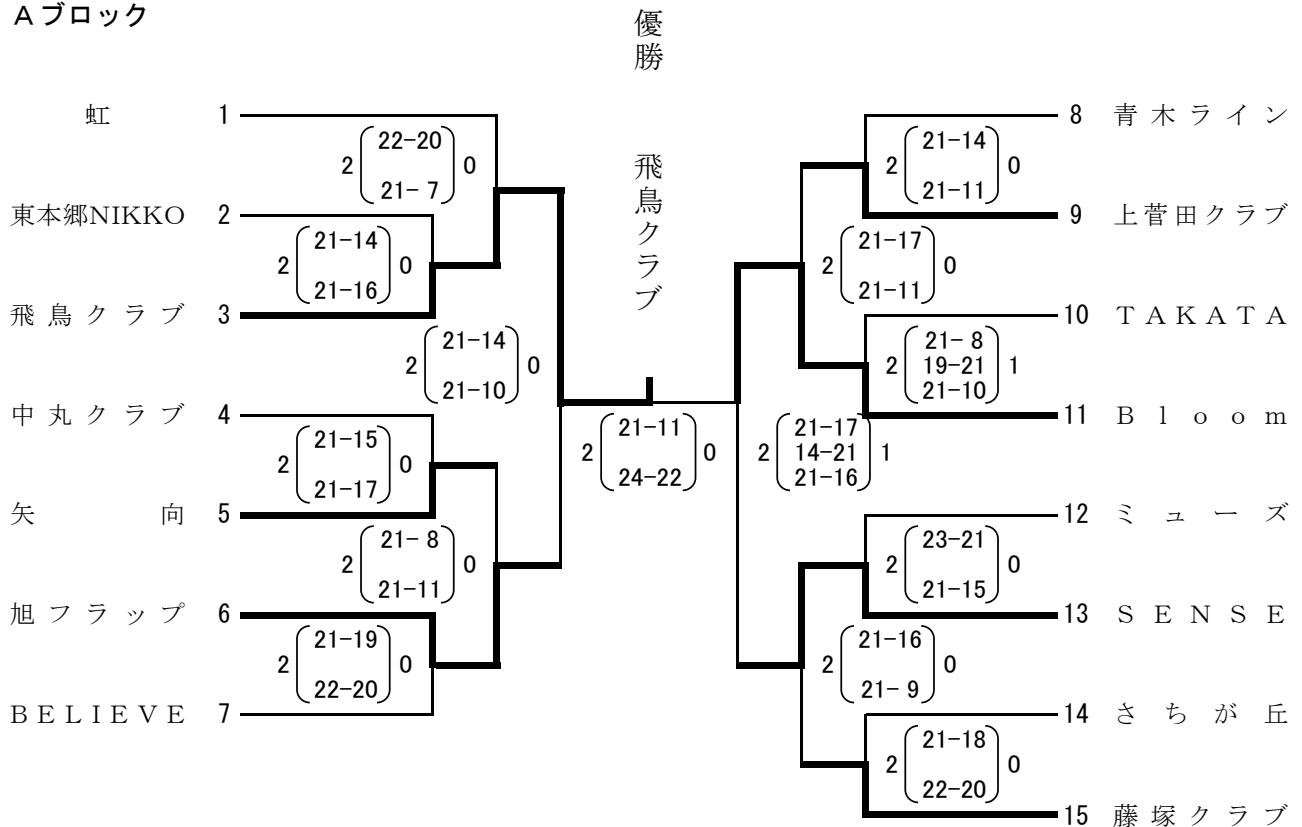 Aブロック
優勝 飛鳥クラブ
虹 1
2 22-20 0
21- 7
東本郷NIKKO 2
2 21-14 0
21-16
飛鳥クラブ 3
2 21-14 0
21-10
中丸クラブ 4
2 21-15 0
21-17
矢向 5
2 21- 8 0
21-11
旭フラップ 6
2 21-19 0
22-20
BELIEVE 7
2 21-11 0
24-22
8 青木ライン
2 21-14 0
21-11
9 上菅田クラブ
2 21-17 0
21-11
10 TAKATA
21- 8
2 19-21 1
21-10
11 Bloom
21-17
2 14-21 1
21-16
12 ミューズ
2 23-21 0
21-15
13 SENSE
2 21-16 0
21- 9
14 さちが丘
2 21-18 0
22-20
15 藤塚クラブ